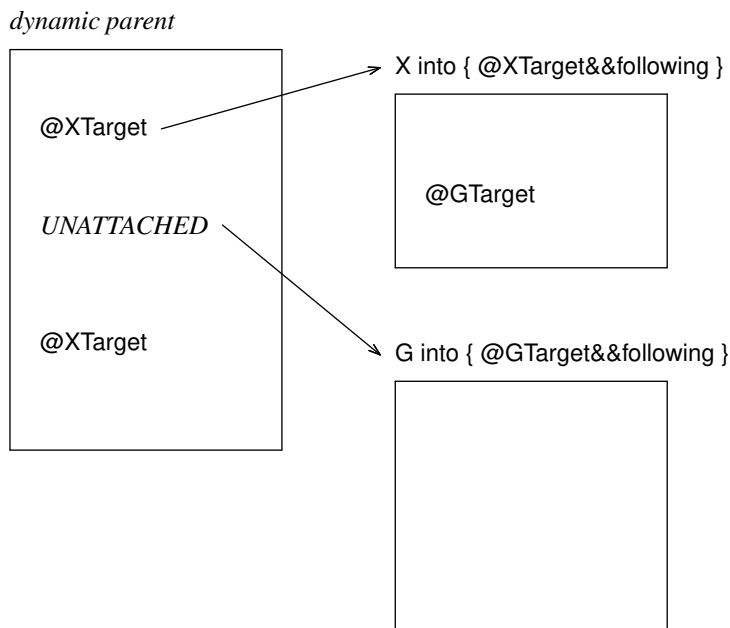 dynamic parent
X into { @XTarget&&following }
@XTarget
@GTarget
UNATTACHED
@XTarget
G into { @GTarget&&following }